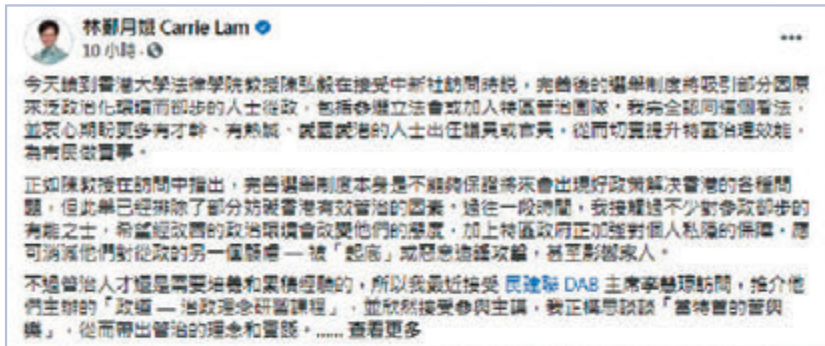 林鄭月娥 Carrie Lam
10 小時
今天讀到香港大學法律學院教授陳弘毅在接受中新社訪問時説，完善後的選舉制度將吸引部分因原
來泛政治化環境而卻步的人士從政，包括參選立法會或加入特區管治團隊。我完全認同這個看法，
並衷心期盼更多有才幹、有熱誠、愛國愛港的人士出任議員或官員，從而切實提升特區治理效能，
為市民做實事。
正如陳教授在訪問中指出，完善選舉制度本身是不能夠保證將來會出現好政策解決香港的各種問
題，但此舉已經排除了部分妨礙香港有效管治的因素。過往一段時間，我接觸過不少對參政卻步的
有能之士，希望經改善的政治環境會改變他們的態度，加上特區政府正加強對個人私隱的保障，應
可消減他們對從政的另一個顧慮 — 被「起底」或惡意造謠攻擊，甚至影響家人。
不過管治人才還是需要培養和累積經驗的，所以我最近接受 民建聯 DAB 主席李慧琼訪問，推介他
們主辦的「政道 — 治政理念研習課程」，並欣然接受參與主講，我正構思談談「當特首的苦與
樂」，從而帶出管治的理念和實踐。...... 查看更多